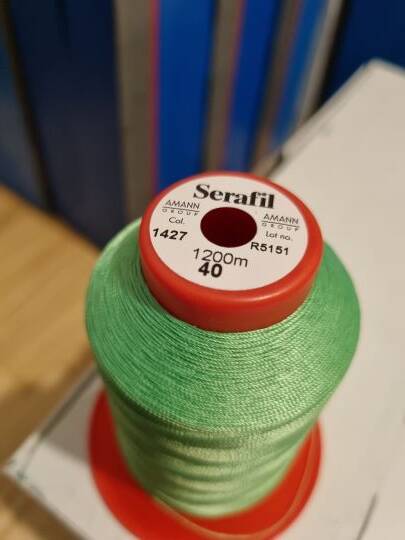 Serafil
AMANN
GROUP
Col.
1427
AMANN
GROUP
Lot no.
R5151
1200m
40